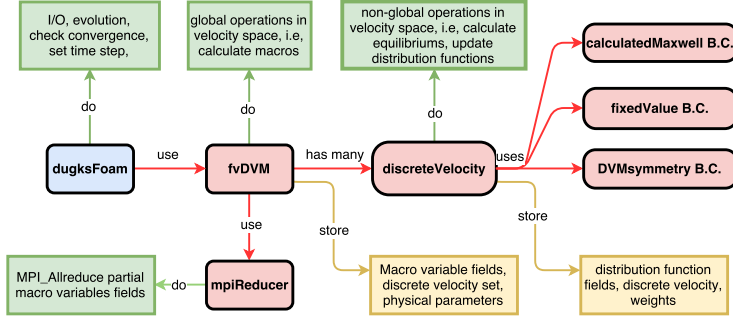 I/O, evolution,
check convergence,
set time step,
global operations in
velocity space, i.e,
calculate macros
non-global operations in
velocity space, i.e, calculate
equilibriums, update
distribution functions
calculatedMaxwell B.C.
do
do
do
fixedValue B.C.
dugksFoam
use
fvDVM
has many
discreteVelocity
uses
DVMsymmetry B.C.
use
store
store
MPI_Allreduce partial
macro variables fields
do
mpiReducer
Macro variable fields,
discrete velocity set,
physical parameters
distribution function
fields, discrete velocity,
weights